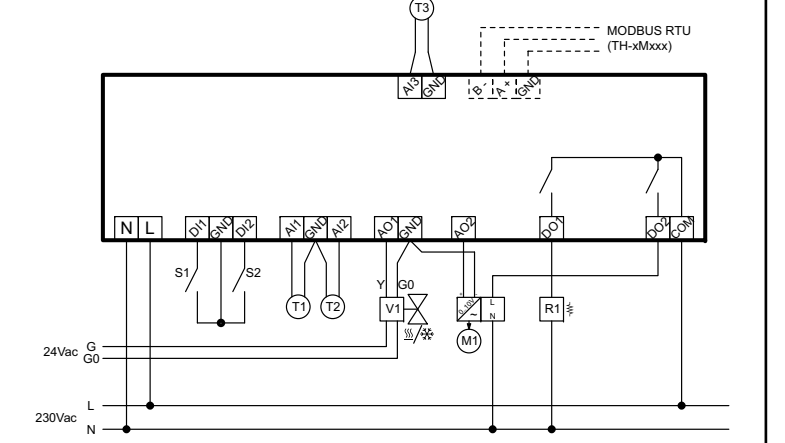 T3
MODBUS RTU
(TH-xMxxx)
AI3 GND B - A + GND
N L DI1 GND DI2 AI1 GND AI2 AO1 GND AO2 DO1 DO2 COM
S1 S2 Y G0
T1 T2 V1 0-10V ~ L N R1
M1
24Vac G
G0
L
230Vac
N